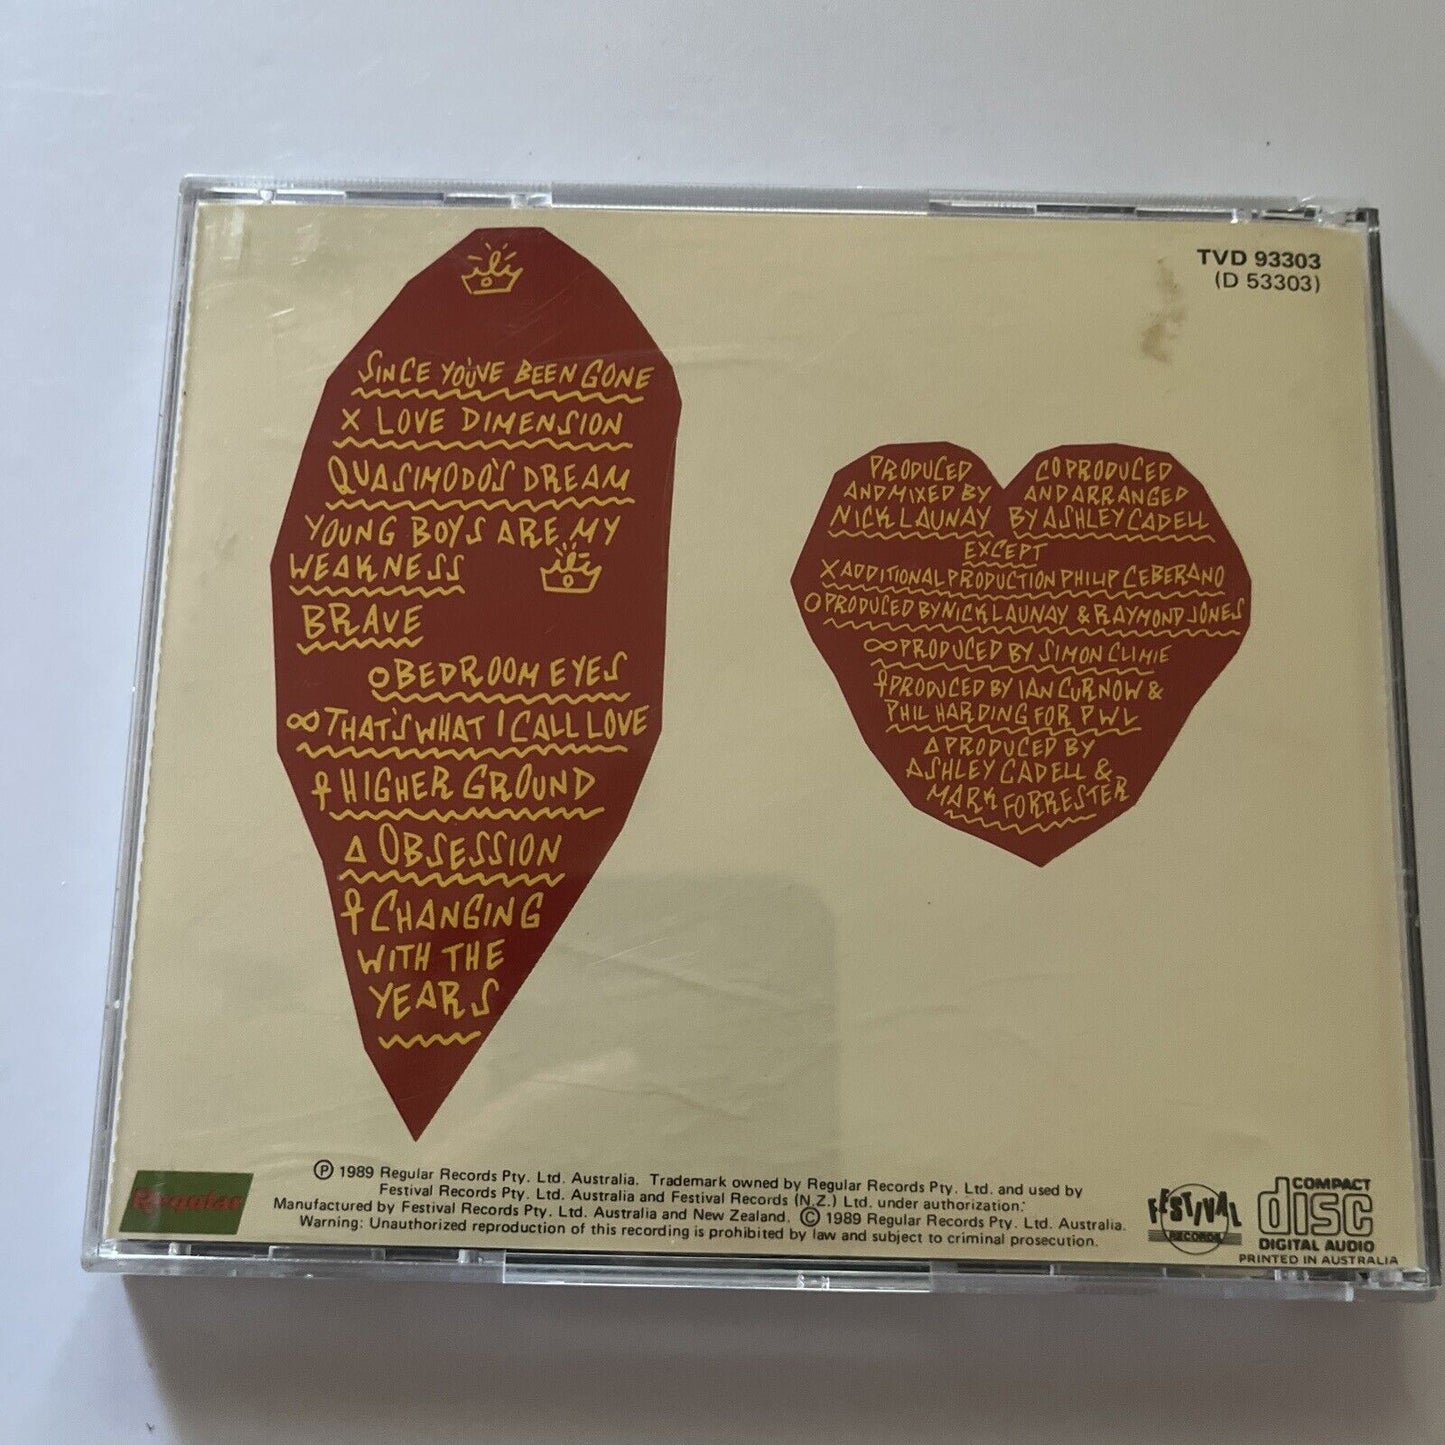 TVD 93303
(D 53303)
SINCE YOU'VE BEEN GONE
X LOVE DIMENSION
QUASIMODO'S DREAM
YOUNG BOYS ARE MY
WEAKNESS
BRAVE
O BEDROOM EYES
∞ THAT'S WHAT I CALL LOVE
♀ HIGHER GROUND
△ OBSESSION
♀ CHANGING
WITH THE
YEARS
PRODUCED
AND MIXED BY
NICK LAUNAY
COPRODUCED
AND ARRANGED
BY ASHLEY CADELL
EXCEPT
X ADDITIONAL PRODUCTION PHILIP CEBERANO
O PRODUCED BY NICK LAUNAY & RAYMOND JONES
∞ PRODUCED BY SIMON CLIMIE
♀ PRODUCED BY IAN CURNOW &
PHIL HARDING FOR PWL
△ PRODUCED BY
ASHLEY CADELL &
MARK FORRESTER
Regular
Ⓟ 1989 Regular Records Pty. Ltd. Australia. Trademark owned by Regular Records Pty. Ltd. and used by
Festival Records Pty. Ltd. Australia and Festival Records (N.Z.) Ltd. under authorization.
Manufactured by Festival Records Pty. Ltd. Australia and New Zealand. © 1989 Regular Records Pty. Ltd. Australia.
Warning: Unauthorized reproduction of this recording is prohibited by law and subject to criminal prosecution.
FESTIVAL
RECORDS
COMPACT
disc
DIGITAL AUDIO
PRINTED IN AUSTRALIA